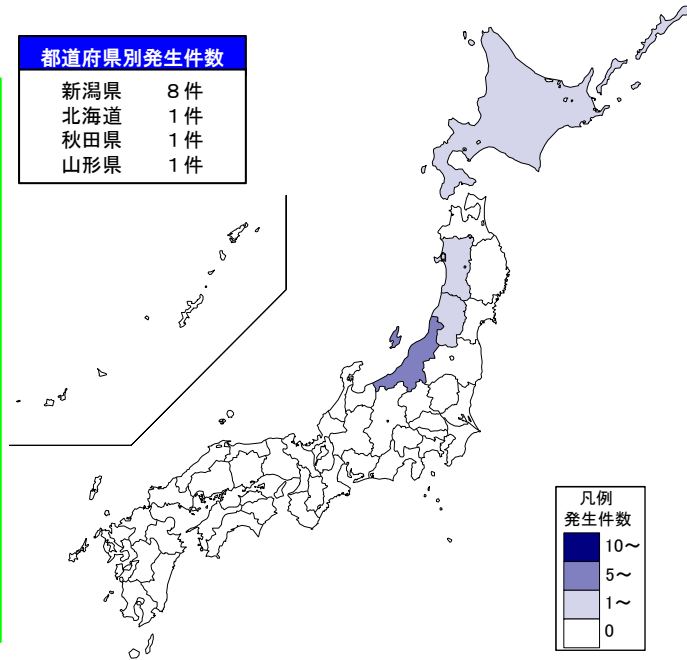 都道府県別発生件数
新潟県 8件
北海道 1件
秋田県 1件
山形県 1件
凡例
発生件数
10～
5～
1～
0